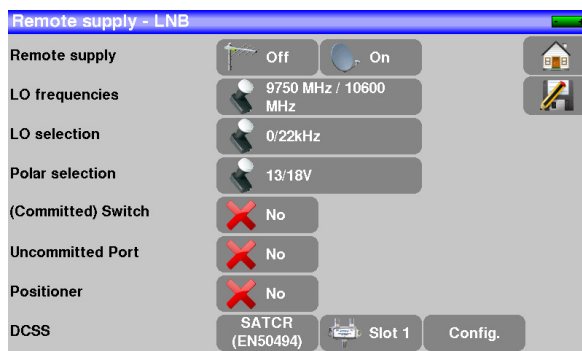 Remote supply - LNB
Remote supply Off On
LO frequencies 9750 MHz / 10600
MHz
LO selection 0/22kHz
Polar selection 13/18V
(Committed) Switch No
Uncommitted Port No
Positioner No
DCSS SATCR
(EN50494) Slot 1 Config.